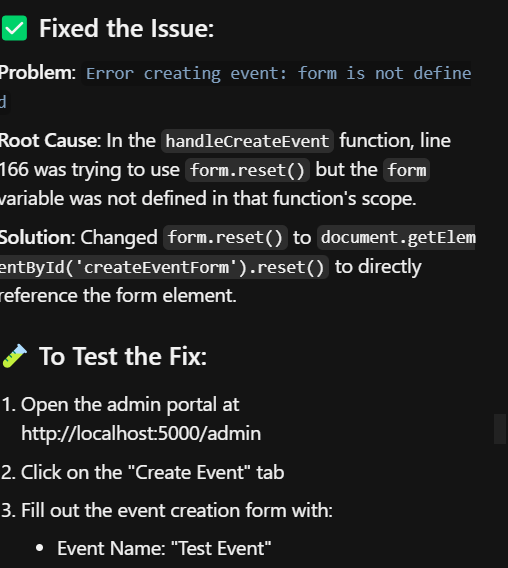 ✅ Fixed the Issue:
Problem: Error creating event: form is not define
d
Root Cause: In the handleCreateEvent function, line
166 was trying to use form.reset() but the form
variable was not defined in that function's scope.
Solution: Changed form.reset() to document.getElem
entById('createEventForm').reset() to directly
reference the form element.
🧪 To Test the Fix:
1. Open the admin portal at
http://localhost:5000/admin
2. Click on the "Create Event" tab
3. Fill out the event creation form with:
• Event Name: "Test Event"